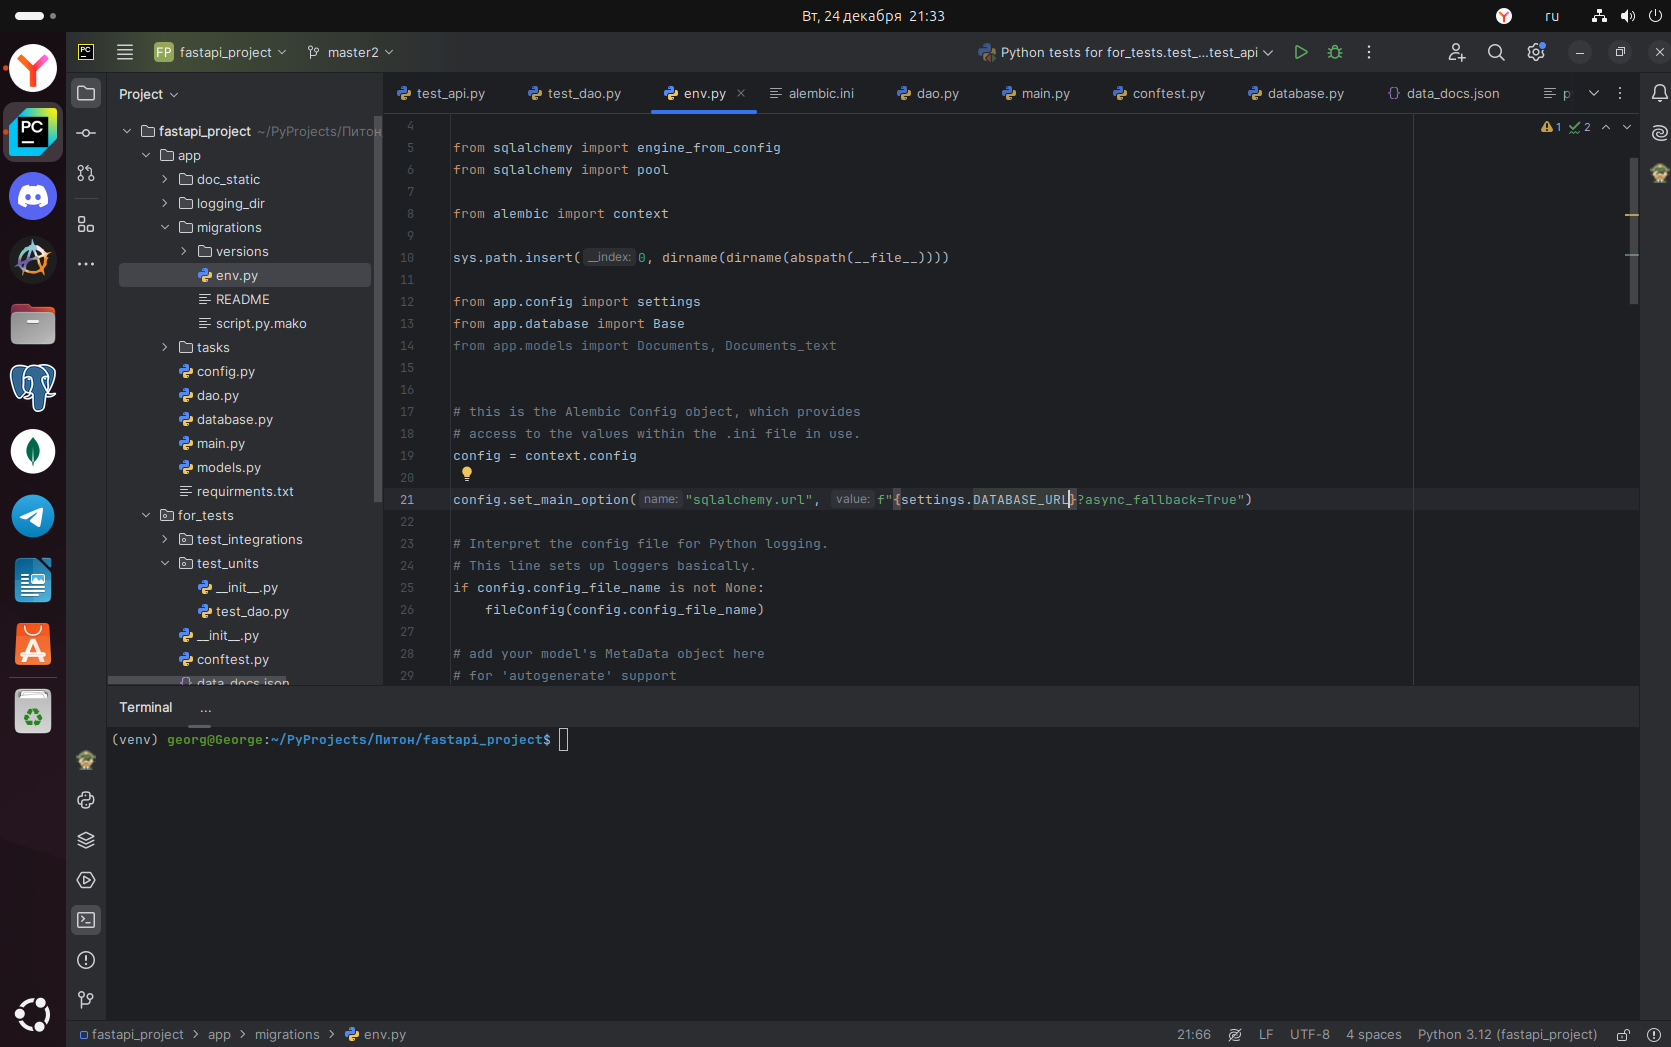 Вт, 24 декабря 21:33
ru
PC
FP fastapi_project
master2
Python tests for for_tests.test_...test_api
Project
test_api.py
test_dao.py
env.py
alembic.ini
dao.py
main.py
conftest.py
database.py
data_docs.json
fastapi_project ~/PyProjects/Питон
app
doc_static
logging_dir
migrations
versions
env.py
README
script.py.mako
tasks
config.py
dao.py
database.py
main.py
models.py
requirments.txt
for_tests
test_integrations
test_units
__init__.py
test_dao.py
__init__.py
conftest.py
data_docs.json
1 2
4
5 from sqlalchemy import engine_from_config
6 from sqlalchemy import pool
7
8 from alembic import context
9
10 sys.path.insert( __index: 0, dirname(dirname(abspath(__file__))))
11
12 from app.config import settings
13 from app.database import Base
14 from app.models import Documents, Documents_text
15
16
17 # this is the Alembic Config object, which provides
18 # access to the values within the .ini file in use.
19 config = context.config
20
21 config.set_main_option( name: "sqlalchemy.url", value: f"{settings.DATABASE_URL}?async_fallback=True")
22
23 # Interpret the config file for Python logging.
24 # This line sets up loggers basically.
25 if config.config_file_name is not None:
26 fileConfig(config.config_file_name)
27
28 # add your model's MetaData object here
29 # for 'autogenerate' support
Terminal ...
(venv) georg@George:~/PyProjects/Питон/fastapi_project$
fastapi_project > app > migrations > env.py
21:66 LF UTF-8 4 spaces Python 3.12 (fastapi_project)